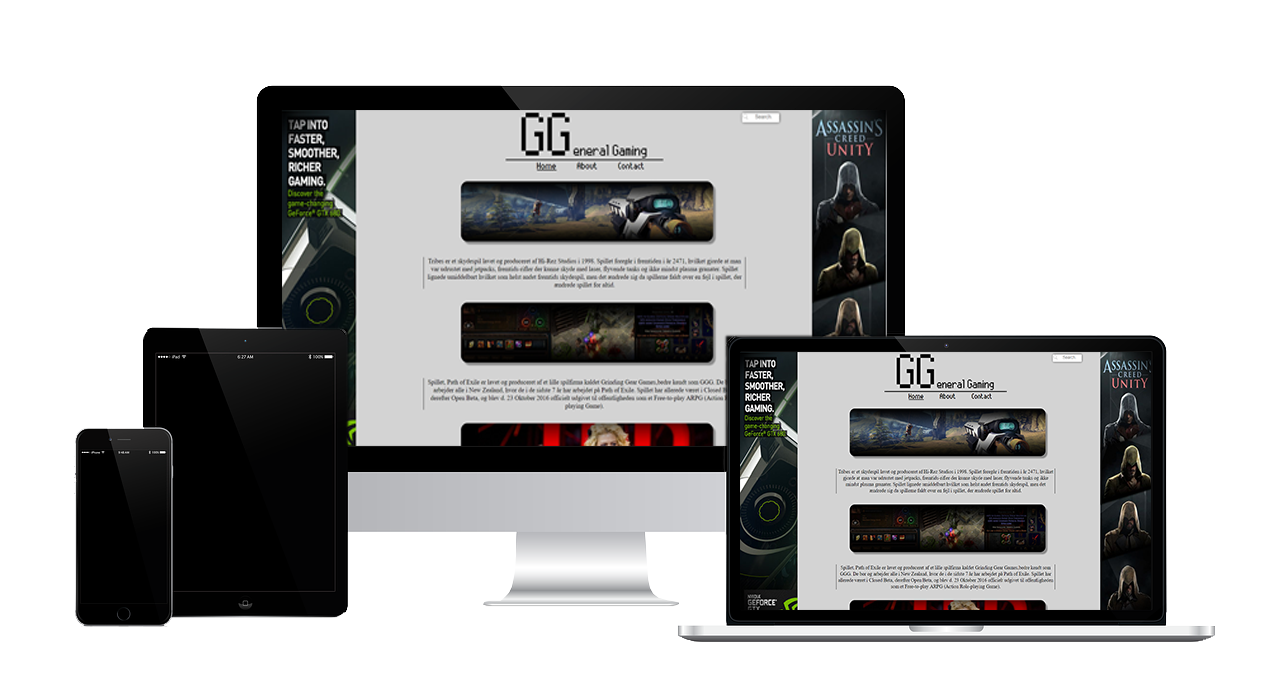 TAP INTO
FASTER,
SMOOTHER,
RICHER
GAMING.
Discover the
game-changing
GeForce® GTX 680
GG
eneral Gaming
Home About Contact
Search
ASSASSIN'S
CREED
UNITY
Tribes er et skydespil lavet og produceret af Hi-Rez Studios i 1998. Spillet foregår i fremtiden i år 2471, hvilket gjorde at man
var udrustet med jetpacks, fremtids rifler der kunne skyde med laser, flyvende tanks og ikke mindst plasma granater. Spillet
lignede umiddelbart hvilket som helst andet fremtids skydespil, men det ændrede sig da spillerne faldt over en fejl i spillet, der
ændrede spillet for altid.
Spillet, Path of Exile er lavet og produceret af et lille spilfirma kaldet Grinding Gear Games, bedre kendt som GGG. De bo
arbejder alle i New Zealand, hvor de i de sidste 7 år har arbejdet på Path of Exile. Spillet har allerede været i Closed B
derefter Open Beta, og blev d. 23 Oktober 2016 officielt udgivet til offentligheden som et Free-to-play ARPG (Action R
playing Game).
iPad
6:27 AM
100%
iPhone
100%
TAP INTO
FASTER,
SMOOTHER,
RICHER
GAMING.
Discover the
game-changing
GeForce® GTX 680
NVIDIA
GEFORCE
GTX
GG
eneral Gaming
Home About Contact
Search
ASSASSIN'
CREED
UNITY
Tribes er et skydespil lavet og produceret af Hi-Rez Studios i 1998. Spillet foregår i fremtiden i år 2471, hvilket
gjorde at man var udrustet med jetpacks, fremtids rifler der kunne skyde med laser, flyvende tanks og ikke
mindst plasma granater. Spillet lignede umiddelbart hvilket som helst andet fremtids skydespil, men det
ændrede sig da spillerne faldt over en fejl i spillet, der ændrede spillet for altid.
Spillet, Path of Exile er lavet og produceret af et lille spilfirma kaldet Grinding Gear Games,bedre kendt som
GGG. De bor og arbejder alle i New Zealand, hvor de i de sidste 7 år har arbejdet på Path of Exile. Spillet har
allerede været i Closed Beta, derefter Open Beta, og blev d. 23 Oktober 2016 officielt udgivet til offentligheden
som et Free-to-play ARPG (Action Role-playing Game).